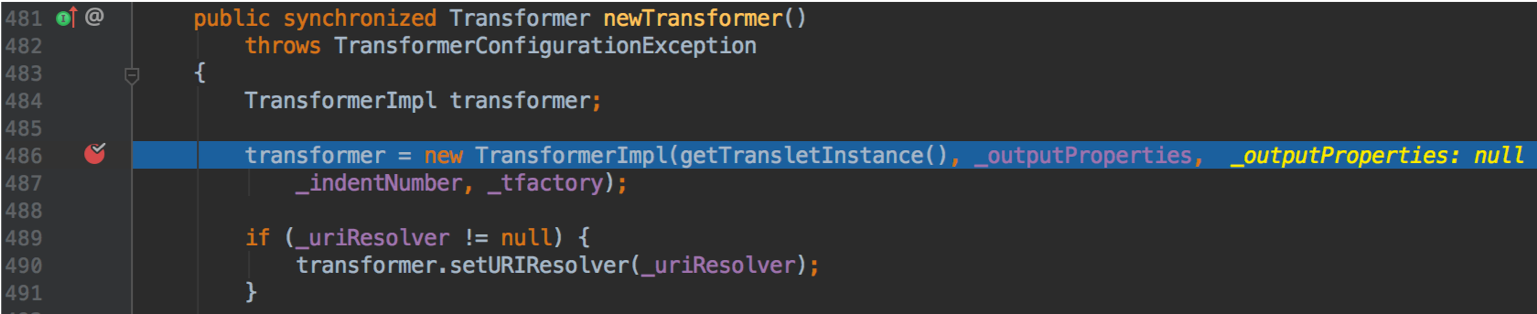 481 @ public synchronized Transformer newTransformer()
482 throws TransformerConfigurationException
483 {
484 TransformerImpl transformer;
485
486 transformer = new TransformerImpl(getTransletInstance(), _outputProperties, _outputProperties: null
487 _indentNumber, _tfactory);
488
489 if (_uriResolver != null) {
490 transformer.setURIResolver(_uriResolver);
491 }